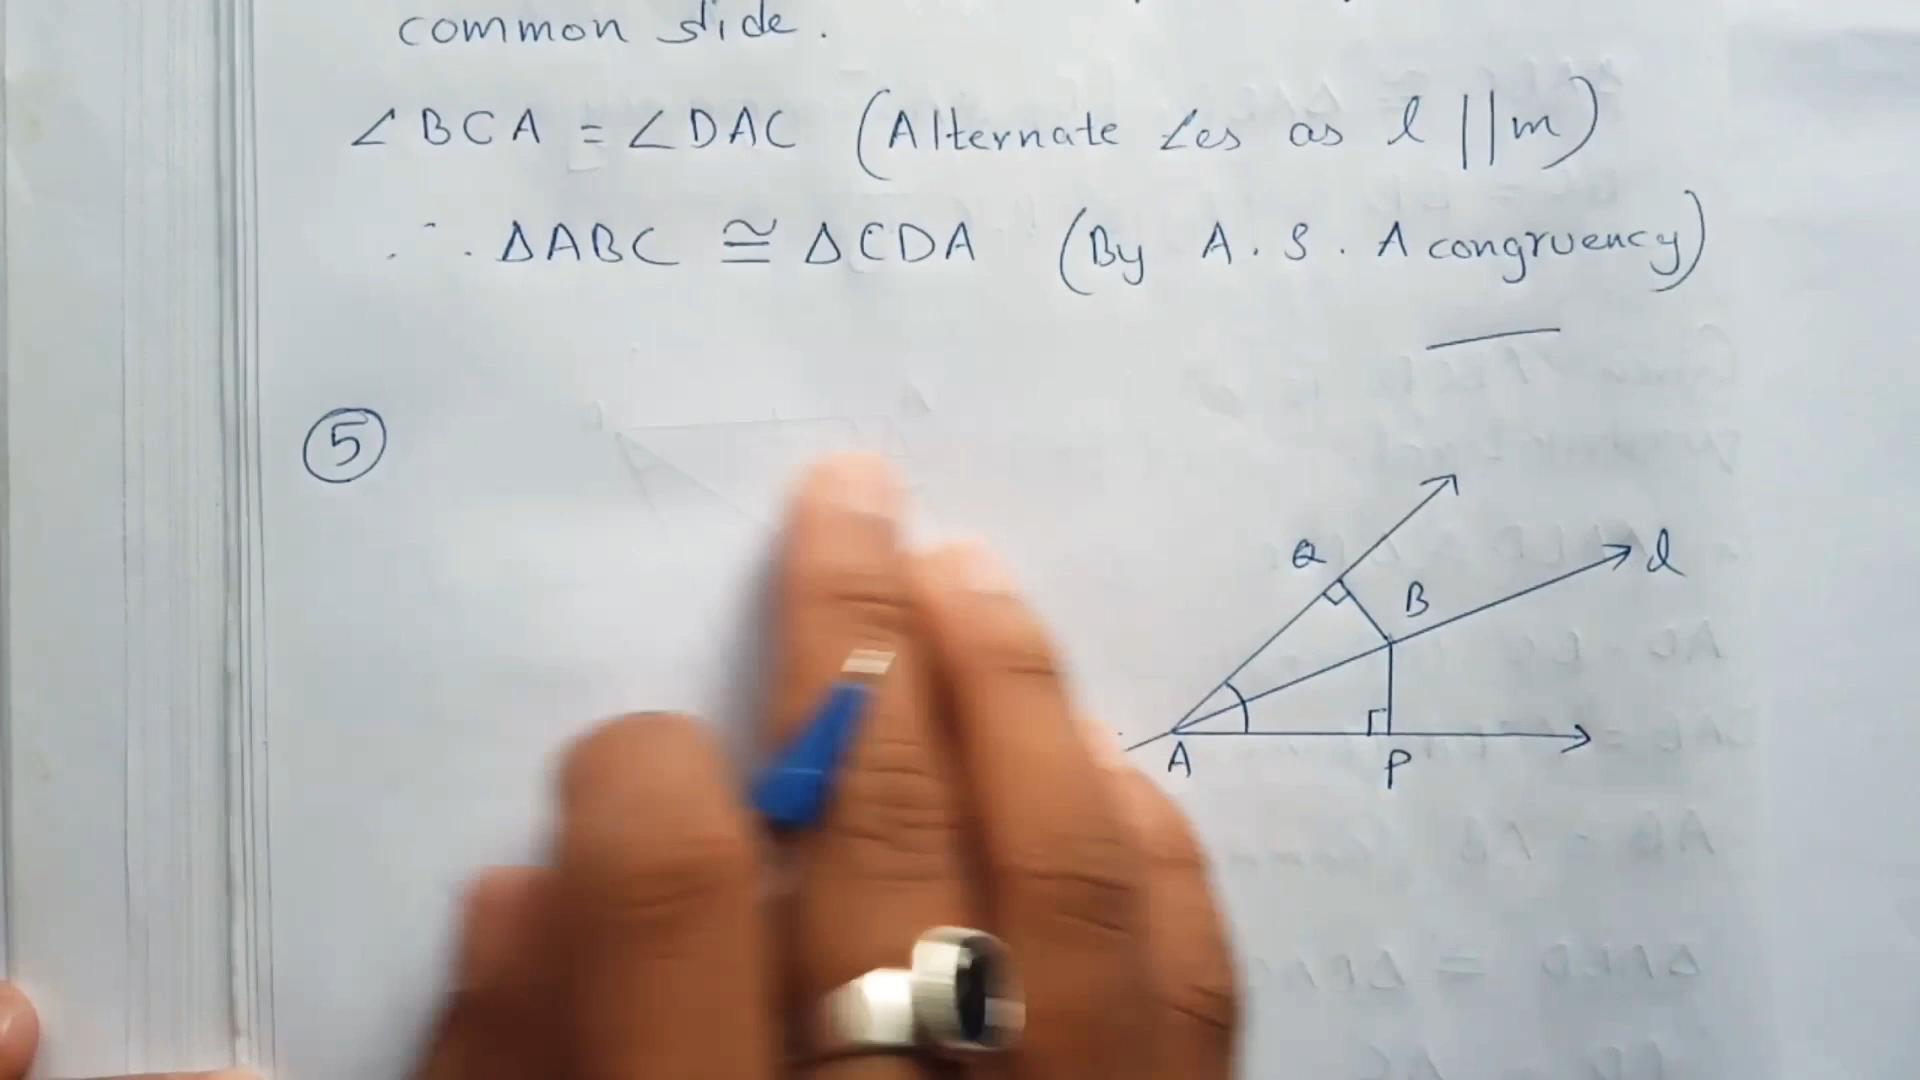 common side.
∠BCA = ∠DAC (Alternate ∠es as l || m)
∴ ΔABC ≅ ΔCDA (By A.S.A congruency)
5
Q
B
l
A
P